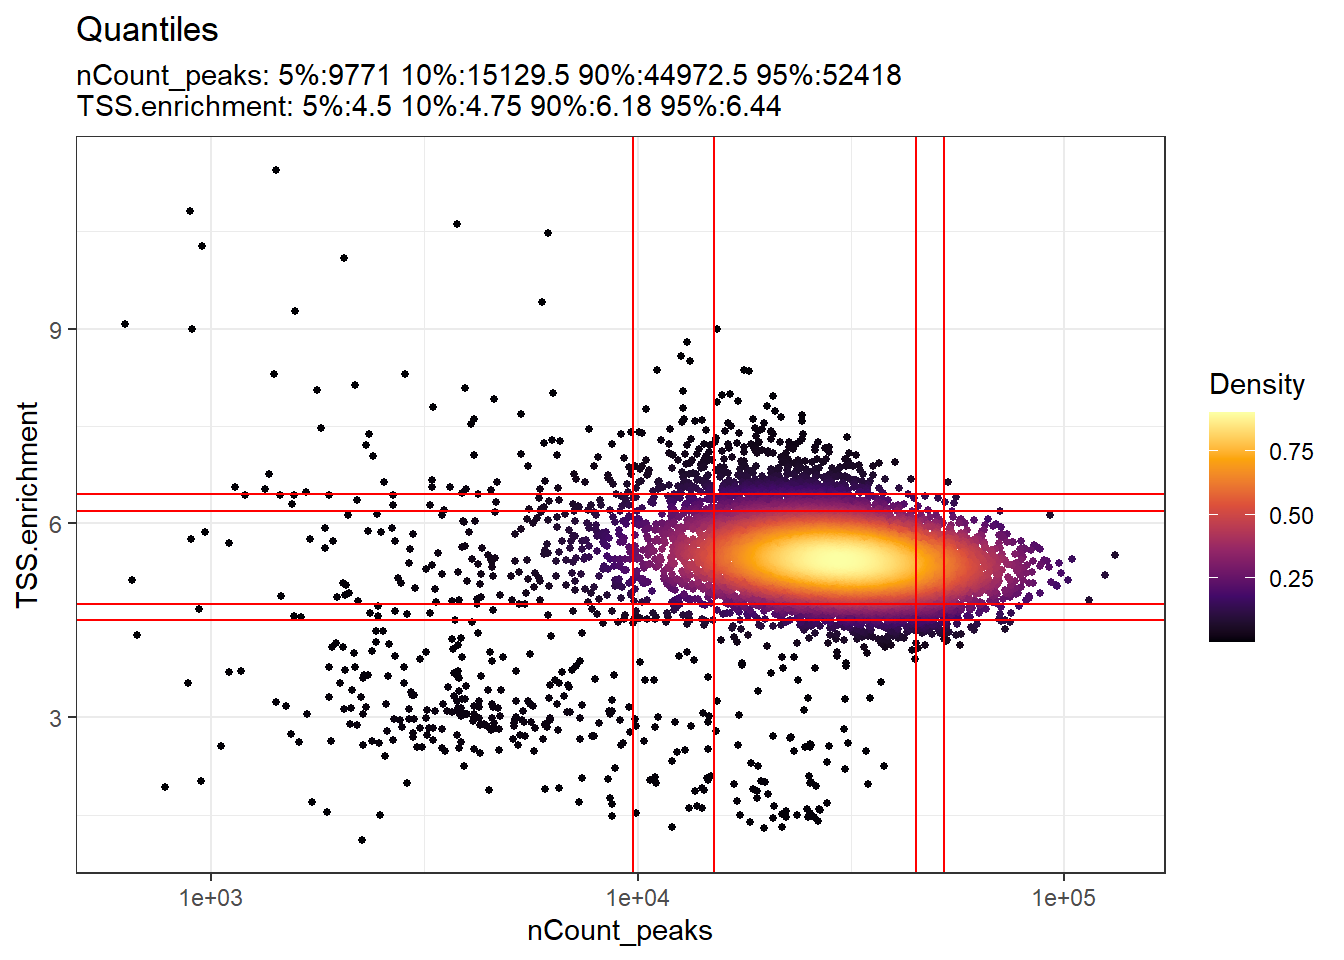 Quantiles
nCount_peaks: 5%:9771 10%:15129.5 90%:44972.5 95%:52418
TSS.enrichment: 5%:4.5 10%:4.75 90%:6.18 95%:6.44
9
6
3
TSS.enrichment
1e+03 1e+04 1e+05
nCount_peaks
Density
0.75
0.50
0.25